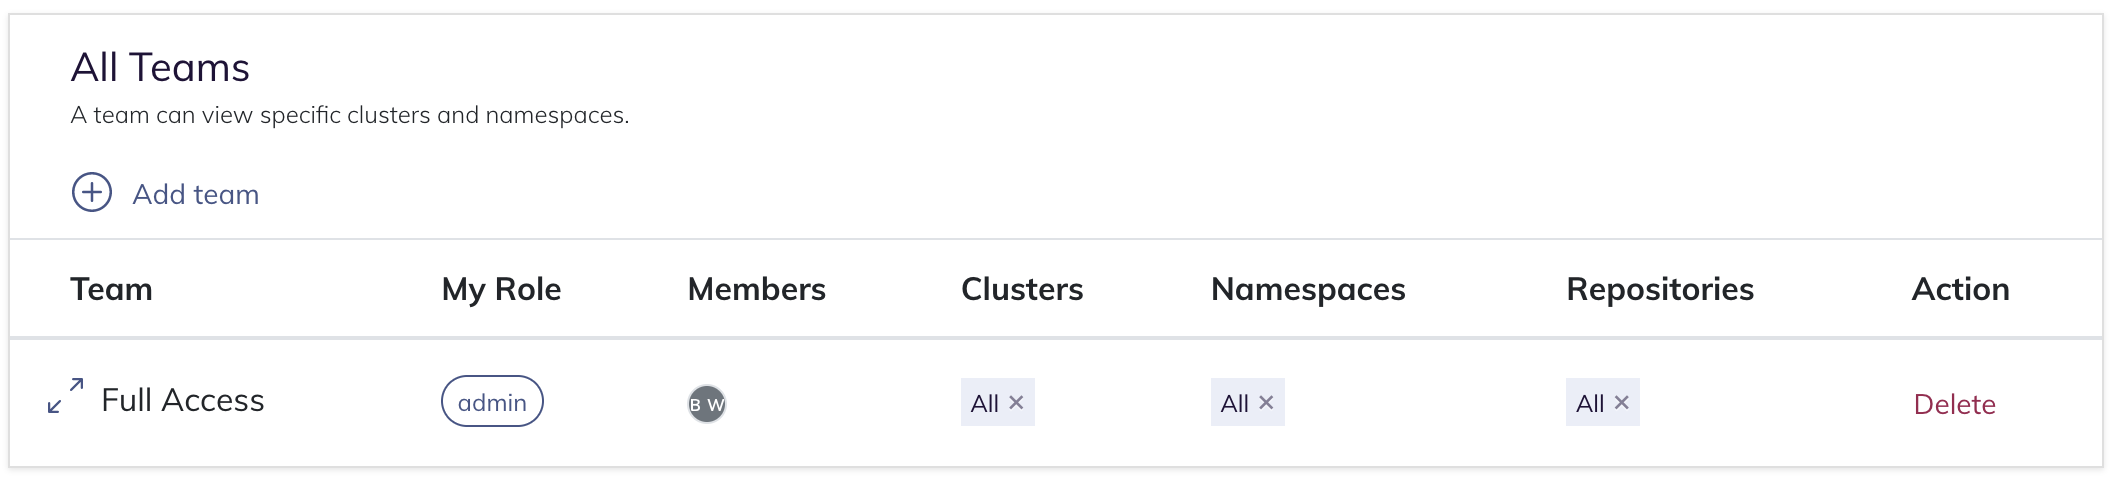 All Teams
A team can view specific clusters and namespaces.
Add team
Team My Role Members Clusters Namespaces Repositories Action
Full Access admin B W All × All × All × Delete